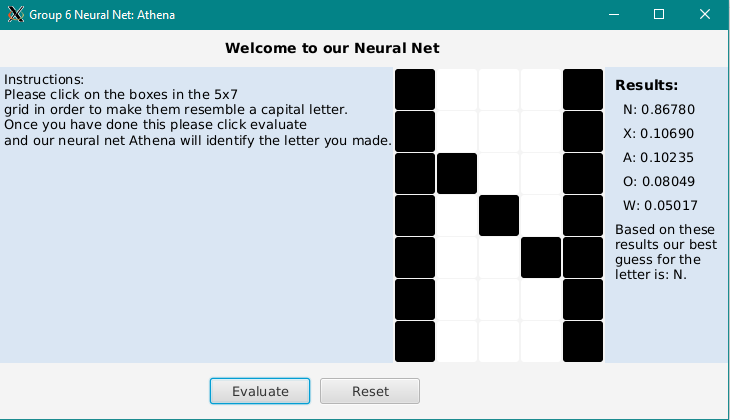 Group 6 Neural Net: Athena
Welcome to our Neural Net
Instructions:
Please click on the boxes in the 5x7
grid in order to make them resemble a capital letter.
Once you have done this please click evaluate
and our neural net Athena will identify the letter you made.
Results:
N: 0.86780
X: 0.10690
A: 0.10235
O: 0.08049
W: 0.05017
Based on these
results our best
guess for the
letter is: N.
Evaluate
Reset